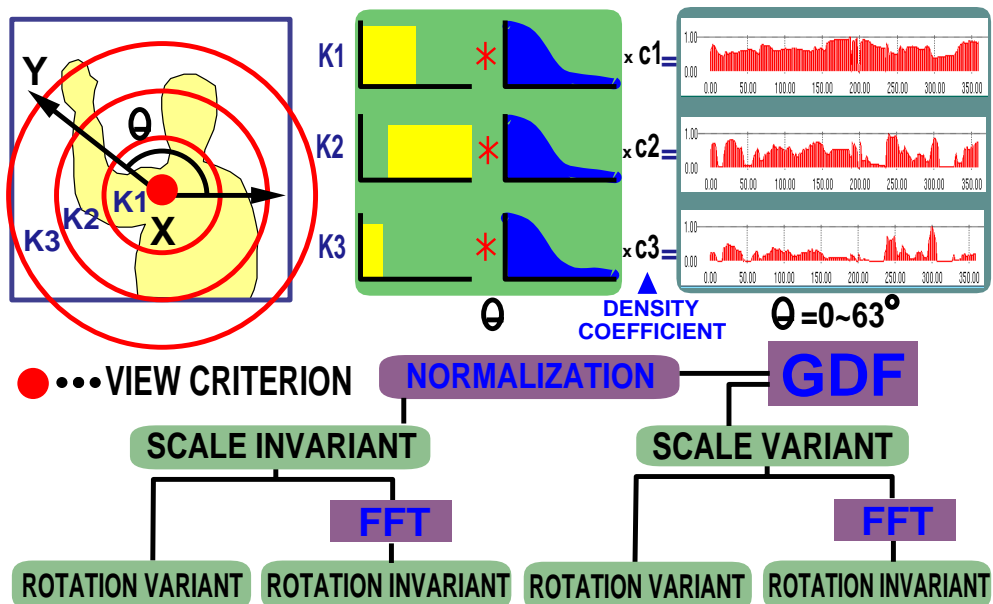 Y
θ
K1
K2
K3
X
K1 * × c1 =
K2 * × c2 =
K3 * × c3 =
1.00
0.00
0.00 50.00 100.00 150.00 200.00 250.00 300.00 350.00
1.00
0.00
0.00 50.00 100.00 150.00 200.00 250.00 300.00 350.00
1.00
0.00
0.00 50.00 100.00 150.00 200.00 250.00 300.00 350.00
θ
DENSITY
COEFFICIENT
θ=0~63°
•••VIEW CRITERION
NORMALIZATION
GDF
SCALE INVARIANT
SCALE VARIANT
FFT
FFT
ROTATION VARIANT
ROTATION INVARIANT
ROTATION VARIANT
ROTATION INVARIANT